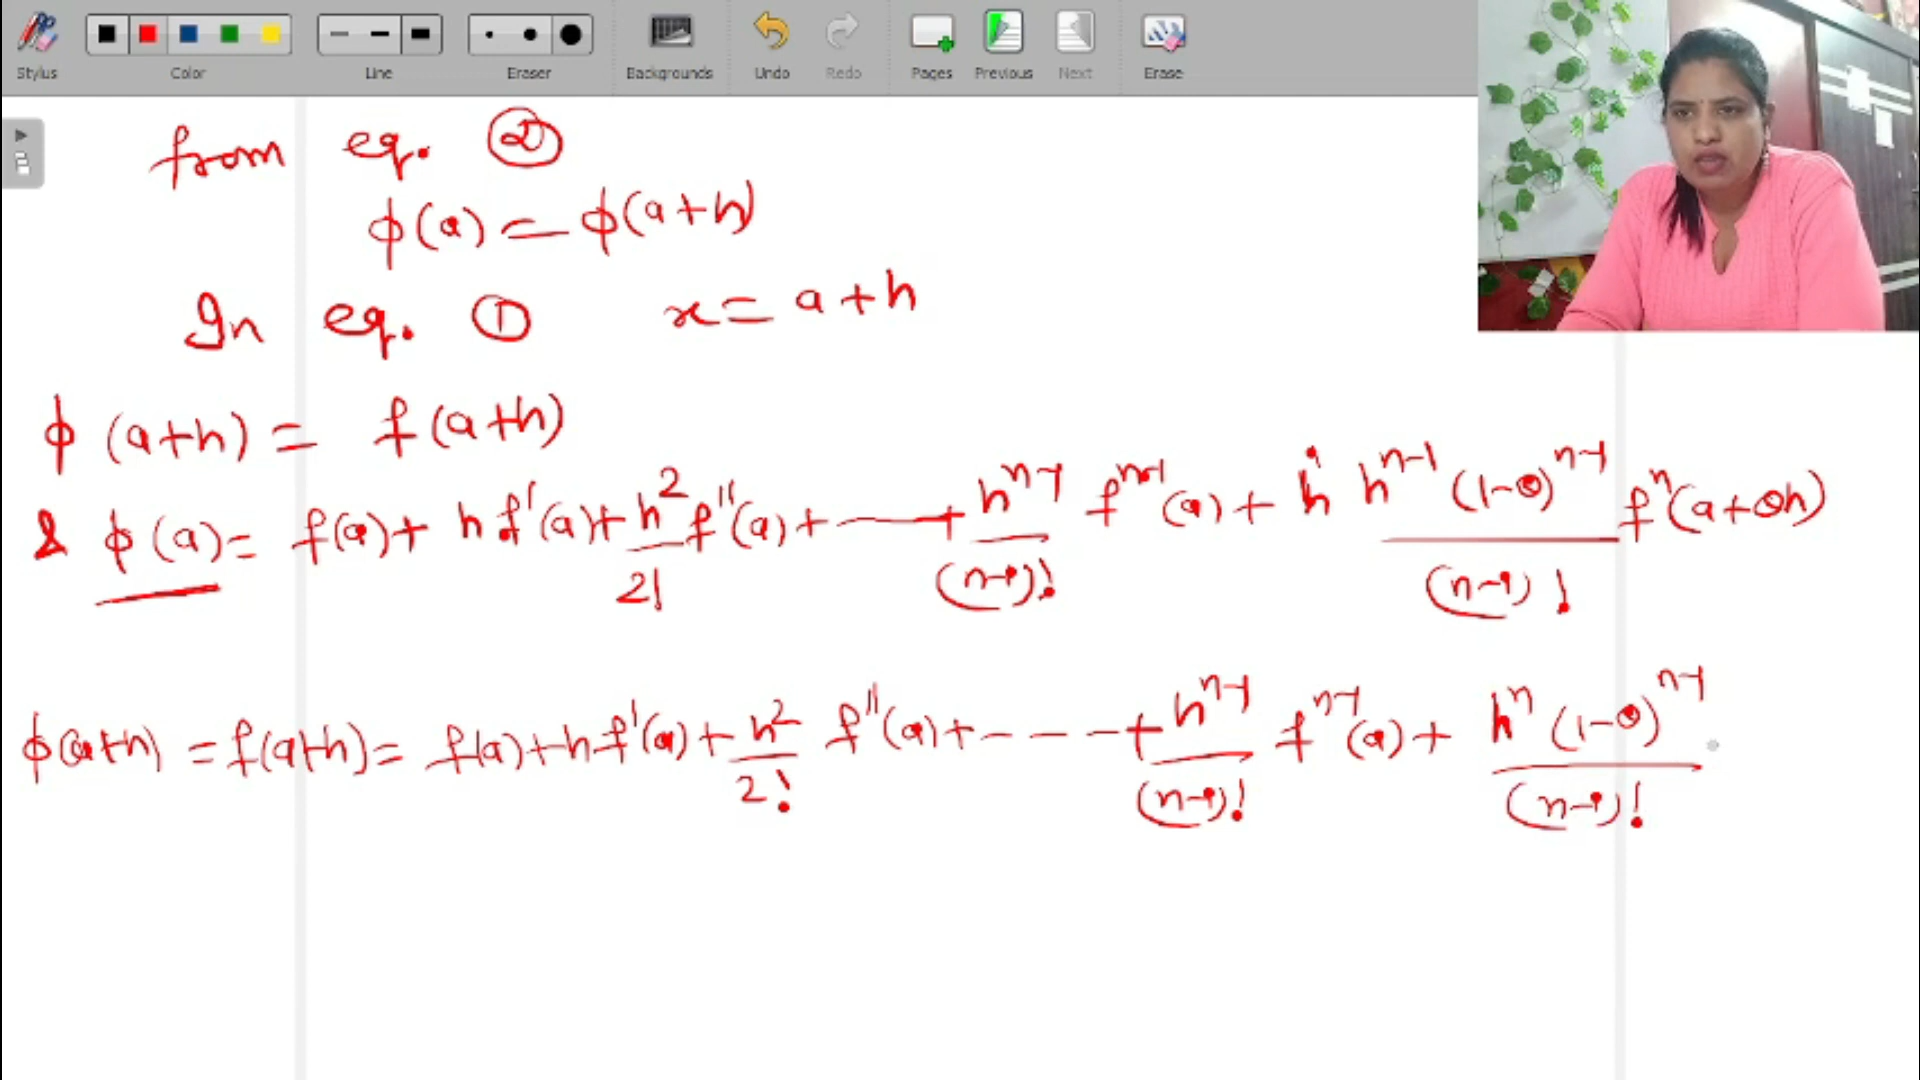 Stylus Color Line Eraser Backgrounds Undo Redo Pages Previous Next Erase
from eq. ②
ϕ(a) = ϕ(a+h)
In eq. ① x = a+h
ϕ(a+h) = f(a+h)
& ϕ(a) = f(a) + h f'(a) + h²/2! f''(a) + —— + hⁿ⁻¹/(n-1)! fⁿ⁻¹(a) + h hⁿ⁻¹(1-θ)ⁿ⁻¹/(n-1)! fⁿ(a+θh)
ϕ(a+h) = f(a+h) = f(a) + h f'(a) + h²/2! f''(a) + ---- + hⁿ⁻¹/(n-1)! fⁿ⁻¹(a) + hⁿ(1-θ)ⁿ⁻¹/(n-1)!